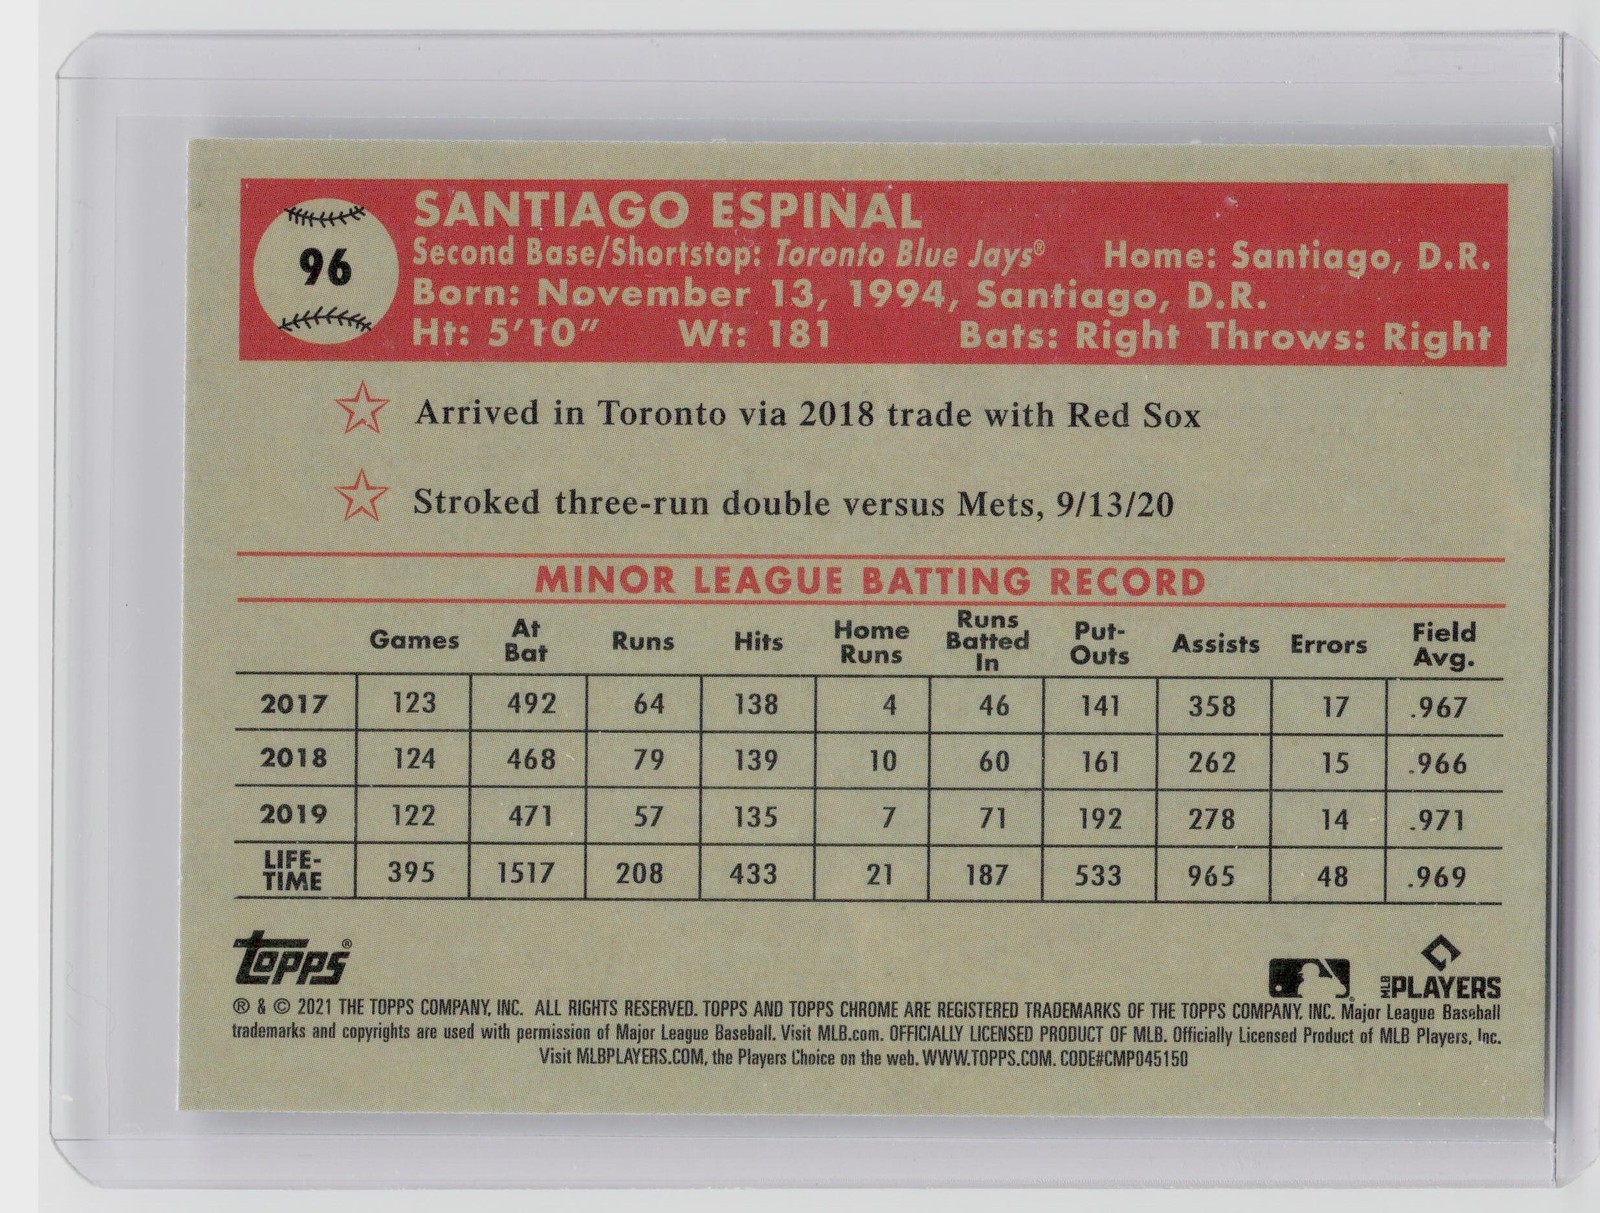 96
SANTIAGO ESPINAL
Second Base/Shortstop: Toronto Blue Jays® Home: Santiago, D.R.
Born: November 13, 1994, Santiago, D.R.
Ht: 5'10" Wt: 181 Bats: Right Throws: Right
Arrived in Toronto via 2018 trade with Red Sox
Stroked three-run double versus Mets, 9/13/20
MINOR LEAGUE BATTING RECORD
Games At Bat Runs Hits Home Runs Runs Batted In Put-Outs Assists Errors Field Avg.
2017 123 492 64 138 4 46 141 358 17 .967
2018 124 468 79 139 10 60 161 262 15 .966
2019 122 471 57 135 7 71 192 278 14 .971
LIFE-TIME 395 1517 208 433 21 187 533 965 48 .969
TOPPS® MLB PLAYERS
® & © 2021 THE TOPPS COMPANY, INC. ALL RIGHTS RESERVED. TOPPS AND TOPPS CHROME ARE REGISTERED TRADEMARKS OF THE TOPPS COMPANY, INC. Major League Baseball
trademarks and copyrights are used with permission of Major League Baseball. Visit MLB.com. OFFICIALLY LICENSED PRODUCT OF MLB. Officially Licensed Product of MLB Players, Inc.
Visit MLBPLAYERS.COM, the Players Choice on the web. WWW.TOPPS.COM. CODE#CMP045150